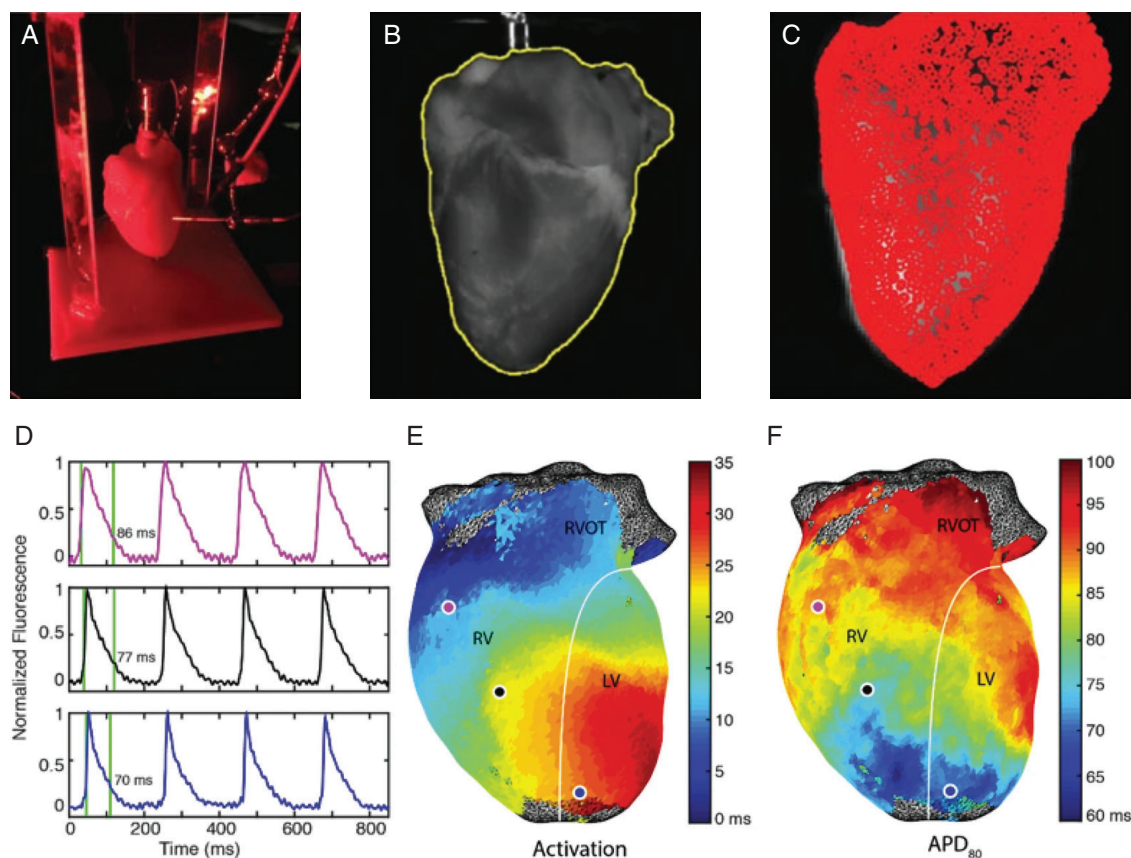 A
B
C
D
E
F
Normalized Fluorescence
1
0.5
0
86 ms
1
0.5
0
77 ms
1
0.5
0
70 ms
0 200 400 600 800
Time (ms)
RVOT
RV
LV
35
30
25
20
15
10
5
0 ms
Activation
RVOT
RV
LV
100
95
90
85
80
75
70
65
60 ms
APD80